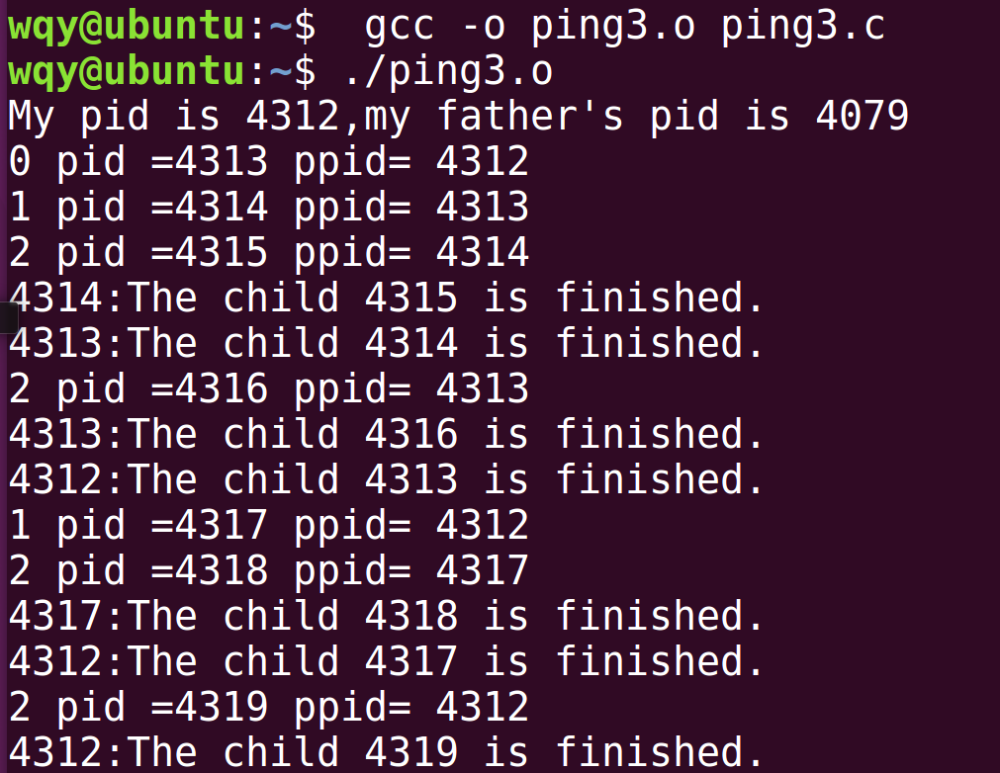 wqy@ubuntu:~$  gcc -o ping3.o ping3.c
wqy@ubuntu:~$ ./ping3.o
My pid is 4312,my father's pid is 4079
0 pid =4313 ppid= 4312
1 pid =4314 ppid= 4313
2 pid =4315 ppid= 4314
4314:The child 4315 is finished.
4313:The child 4314 is finished.
2 pid =4316 ppid= 4313
4313:The child 4316 is finished.
4312:The child 4313 is finished.
1 pid =4317 ppid= 4312
2 pid =4318 ppid= 4317
4317:The child 4318 is finished.
4312:The child 4317 is finished.
2 pid =4319 ppid= 4312
4312:The child 4319 is finished.